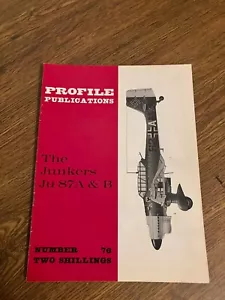 PROFILE
PUBLICATIONS
The
Junkers
Ju 87A & B
NUMBER 76
TWO SHILLINGS